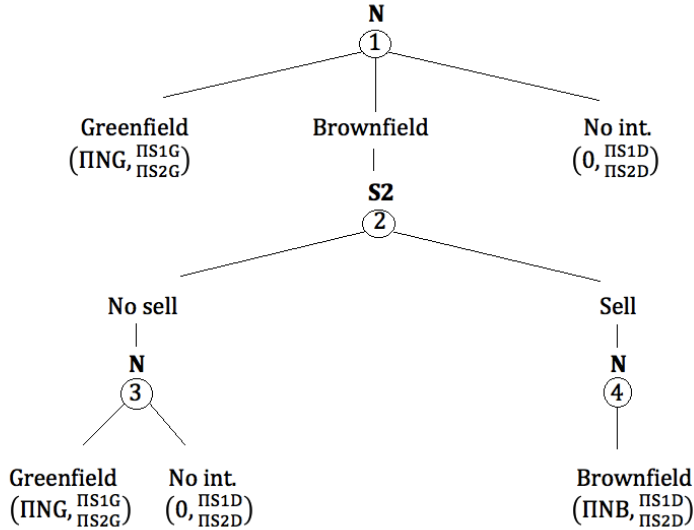 N
1
Greenfield Brownfield No int.
(ΠNG, ΠS1G ΠS2G) (0, ΠS1D ΠS2D)
S2
2
No sell Sell
N N
3 4
Greenfield No int. Brownfield
(ΠNG, ΠS1G ΠS2G) (0, ΠS1D ΠS2D) (ΠNB, ΠS1D ΠS2D)